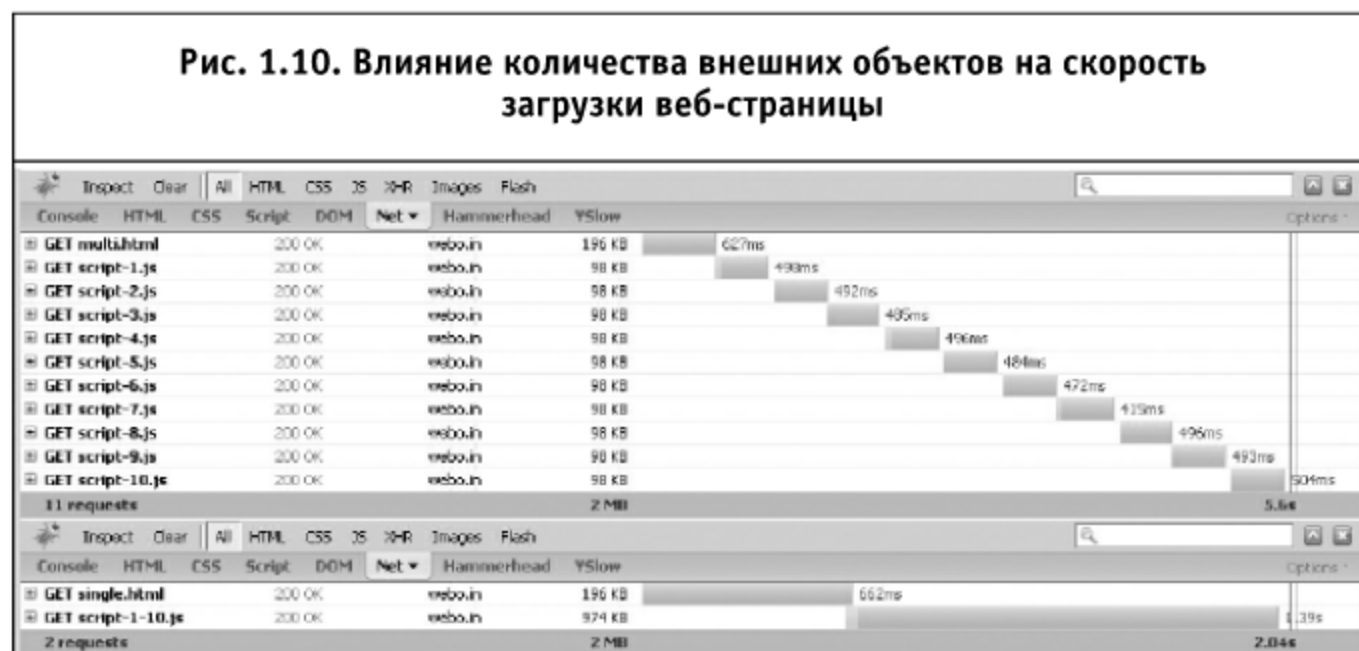 Рис. 1.10. Влияние количества внешних объектов на скорость
загрузки веб-страницы
Inspect Clear All HTML CSS JS XHR Images Flash
Console HTML CSS Script DOM Net ▾ Hammerhead YSlow Options
GET multi.html 200 OK webo.in 196 KB 627ms
GET script-1.js 200 OK webo.in 98 KB 498ms
GET script-2.js 200 OK webo.in 98 KB 492ms
GET script-3.js 200 OK webo.in 98 KB 485ms
GET script-4.js 200 OK webo.in 98 KB 496ms
GET script-5.js 200 OK webo.in 98 KB 484ms
GET script-6.js 200 OK webo.in 98 KB 472ms
GET script-7.js 200 OK webo.in 98 KB 415ms
GET script-8.js 200 OK webo.in 98 KB 496ms
GET script-9.js 200 OK webo.in 98 KB 493ms
GET script-10.js 200 OK webo.in 98 KB 504ms
11 requests 2 MB 5.6s
Inspect Clear All HTML CSS JS XHR Images Flash
Console HTML CSS Script DOM Net ▾ Hammerhead YSlow Options
GET single.html 200 OK webo.in 196 KB 662ms
GET script-1-10.js 200 OK webo.in 974 KB 1.39s
2 requests 2 MB 2.04s